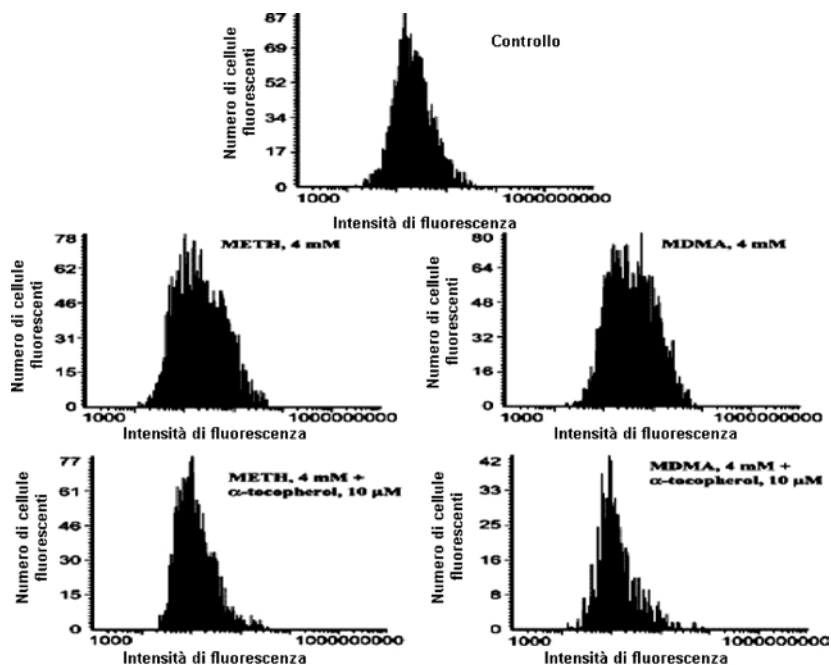 87
69
52
34
17
0
Numero di cellule
fluorescenti
Controllo
1000
1000000000
Intensità di fluorescenza
78
62
46
31
15
0
Numero di cellule
fluorescenti
METH, 4 mM
1000
1000000000
Intensità di fluorescenza
80
64
48
32
16
0
Numero di cellule
fluorescenti
MDMA, 4 mM
1000
1000000000
Intensità di fluorescenza
77
61
46
30
15
0
Numero di cellule
fluorescenti
METH, 4 mM +
α-tocopherol, 10 µM
1000
1000000000
Intensità di fluorescenza
42
33
25
16
8
0
Numero di cellule
fluorescenti
MDMA, 4 mM +
α-tocopherol, 10 µM
1000
1000000000
Intensità di fluorescenza